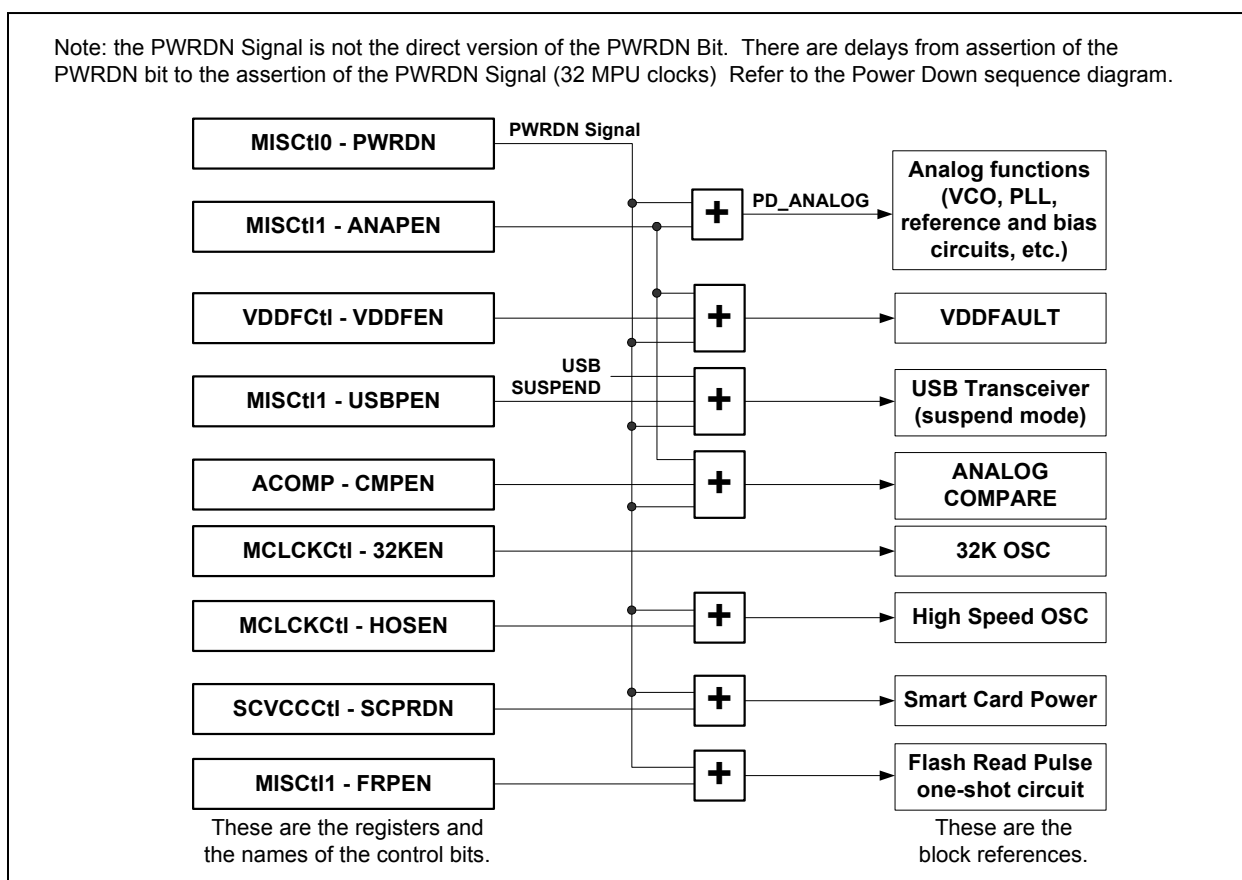 Note: the PWRDN Signal is not the direct version of the PWRDN Bit.  There are delays from assertion of the
PWRDN bit to the assertion of the PWRDN Signal (32 MPU clocks)  Refer to the Power Down sequence diagram.
MISCtl0 - PWRDN
PWRDN Signal
MISCtl1 - ANAPEN
+
PD_ANALOG
Analog functions
(VCO, PLL,
reference and bias
circuits, etc.)
VDDFCtl - VDDFEN
+
VDDFAULT
USB
SUSPEND
MISCtl1 - USBPEN
+
USB Transceiver
(suspend mode)
ACOMP - CMPEN
+
ANALOG
COMPARE
MCLCKCtl - 32KEN
32K OSC
MCLCKCtl - HOSEN
+
High Speed OSC
SCVCCCtl - SCPRDN
+
Smart Card Power
MISCtl1 - FRPEN
+
Flash Read Pulse
one-shot circuit
These are the registers and
the names of the control bits.
These are the
block references.